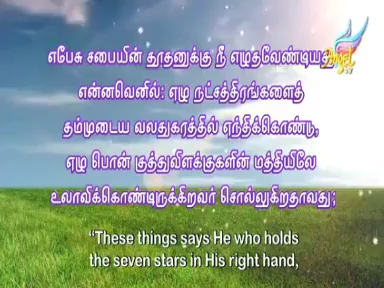 எபேசு சபையின் தூதனுக்கு நீ எழுதவேண்டியது
என்னவெனில்: ஏழு நட்சத்திரங்களைத்
தம்முடைய வலதுகரத்தில் ஏந்திக்கொண்டு,
ஏழு பொன் குத்துவிளக்குகளின் மத்தியிலே
உலாவிக்கொண்டிருக்கிறவர் சொல்லுகிறதாவது;
“These things says He who holds
the seven stars in His right hand,